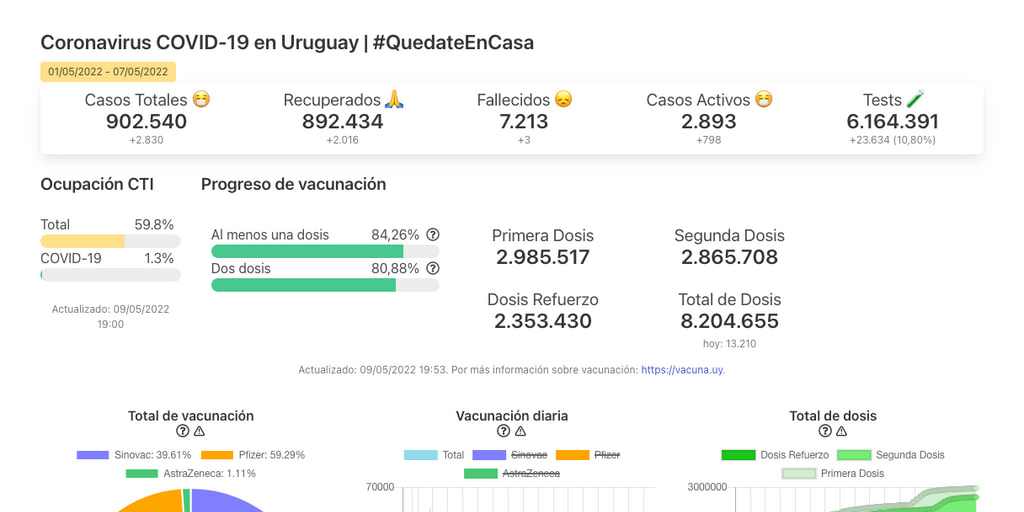 Coronavirus COVID-19 en Uruguay | #QuedateEnCasa
01/05/2022 - 07/05/2022
Casos Totales 😷 Recuperados 🙏 Fallecidos 😞 Casos Activos 😷 Tests 🧪
902.540 892.434 7.213 2.893 6.164.391
+2.830 +2.016 +3 +798 +23.634 (10,80%)
Ocupación CTI Progreso de vacunación
Total 59.8%
COVID-19 1.3%
Actualizado: 09/05/2022
19:00
Al menos una dosis 84,26%
Dos dosis 80,88%
Primera Dosis Segunda Dosis
2.985.517 2.865.708
Dosis Refuerzo Total de Dosis
2.353.430 8.204.655
hoy: 13.210
Actualizado: 09/05/2022 19:53. Por más información sobre vacunación: https://vacuna.uy.
Total de vacunación
Sinovac: 39.61% Pfizer: 59.29%
AstraZeneca: 1.11%
Vacunación diaria
Total Sinovac Pfizer
AstraZeneca
70000
Total de dosis
Dosis Refuerzo Segunda Dosis
Primera Dosis
3000000